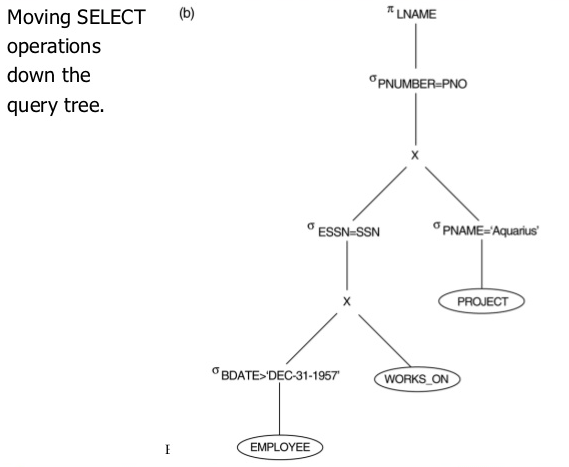 Moving SELECT
operations
down the
query tree.
(b)
π LNAME
σ PNUMBER=PNO
X
σ ESSN=SSN
σ PNAME='Aquarius'
X
PROJECT
σ BDATE>'DEC-31-1957'
WORKS_ON
EMPLOYEE